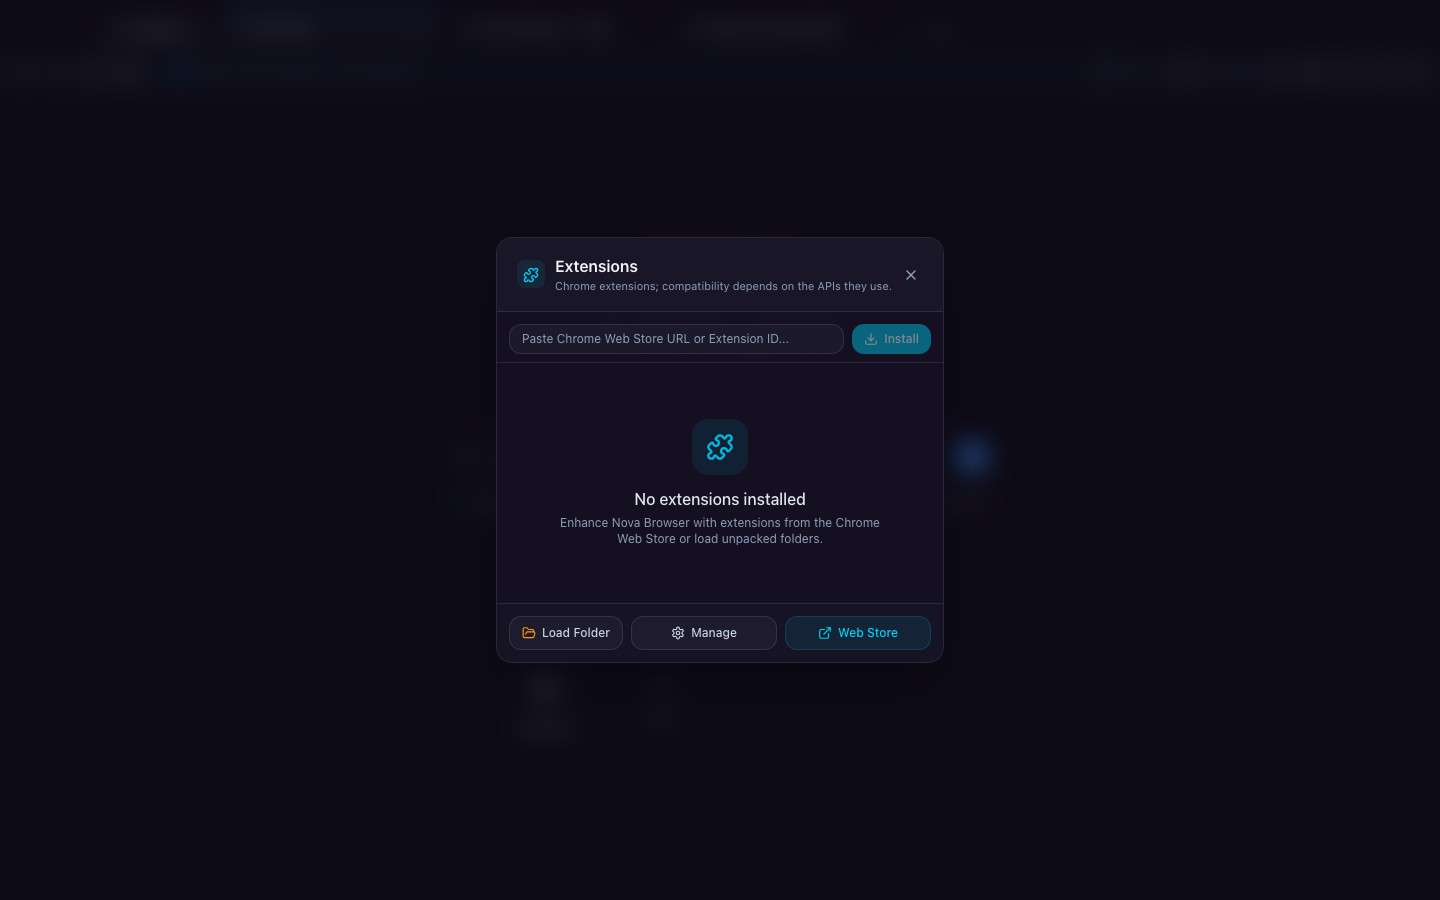 Extensions
Chrome extensions; compatibility depends on the APIs they use.
Paste Chrome Web Store URL or Extension ID...
Install
No extensions installed
Enhance Nova Browser with extensions from the Chrome
Web Store or load unpacked folders.
Load Folder
Manage
Web Store